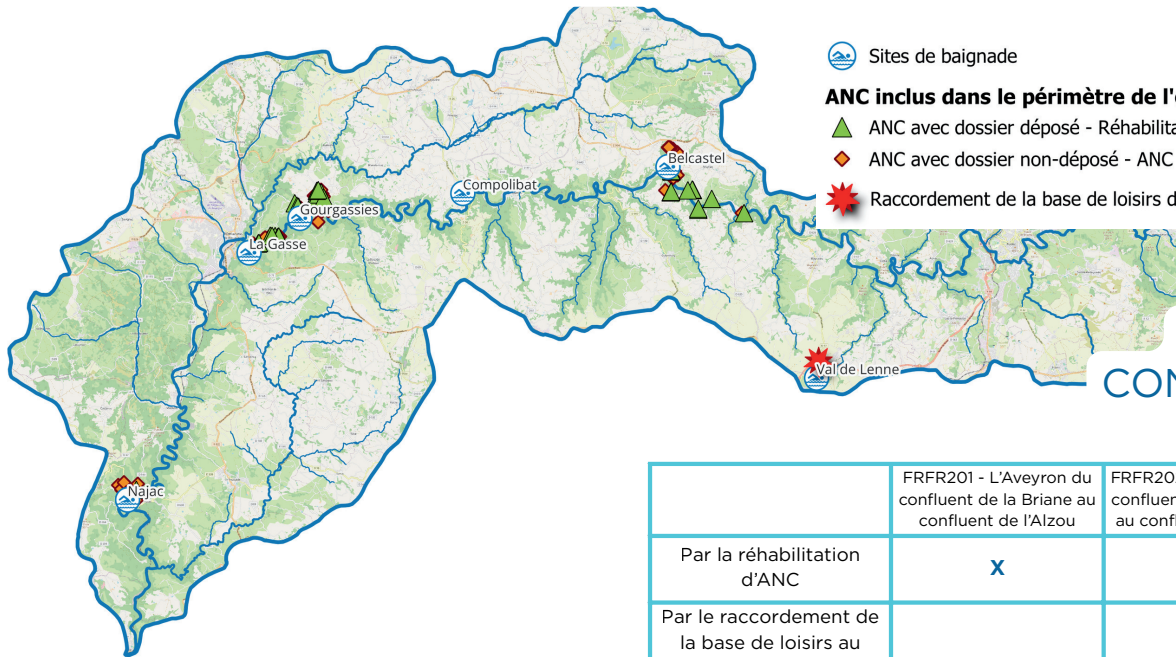 Sites de baignade
ANC inclus dans le périmètre de l'
ANC avec dossier déposé - Réhabilita
ANC avec dossier non-déposé - ANC
Raccordement de la base de loisirs d
Belcastel
Compolibat
Gourgassies
La Gasse
Val de Lenne
Najac
CON
FRFR201 - L'Aveyron du
confluent de la Briane au
confluent de l'Alzou
FRFR20
confluen
au confl
Par la réhabilitation
d'ANC
X
Par le raccordement de
la base de loisirs au